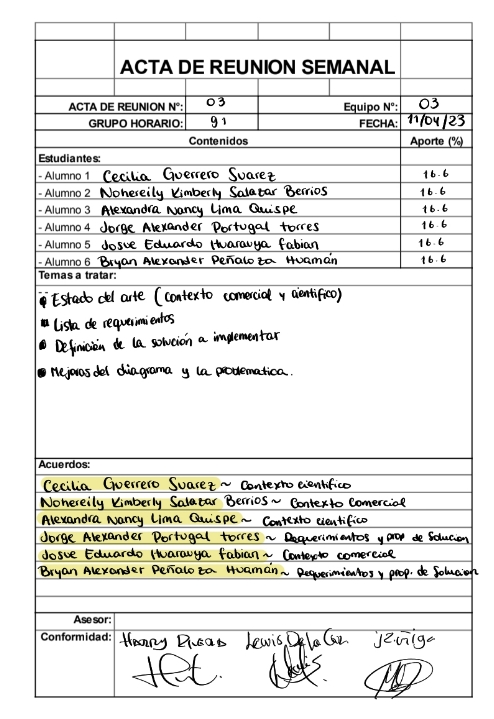 ACTA DE REUNION SEMANAL
ACTA DE REUNION Nº: 03 Equipo Nº: 03
GRUPO HORARIO: 91 FECHA: 11/04/23
Contenidos Aporte (%)
Estudiantes:
- Alumno 1 Cecilia Guerrero Suarez 16.6
- Alumno 2 Nohereily Kimberly Salazar Berrios 16.6
- Alumno 3 Alexandra Nancy Lima Quispe 16.6
- Alumno 4 Jorge Alexander Portugal torres 16.6
- Alumno 5 Josue Eduardo Huaraya fabian 16.6
- Alumno 6 Bryan Alexander Peñaloza Huamán 16.6
Temas a tratar:
Estado del arte (contexto comercial y científico)
Lista de requerimientos
Definición de la solución a implementar
Mejoras del diagrama y la problematica.
Acuerdos:
Cecilia Guerrero Suarez ~ Contexto científico
Nohereily Kimberly Salazar Berrios ~ Contexto Comercial
Alexandra Nancy Lima Quispe ~ Contexto científico
Jorge Alexander Portugal torres ~ Requerimientos y prop de Solucion
Josue Eduardo Huaraya fabian ~ Contexto comercial
Bryan Alexander Peñaloza Huamán ~ Requerimientos y prop. de Solucion
Asesor:
Conformidad: Harry Lewis De la Cruz